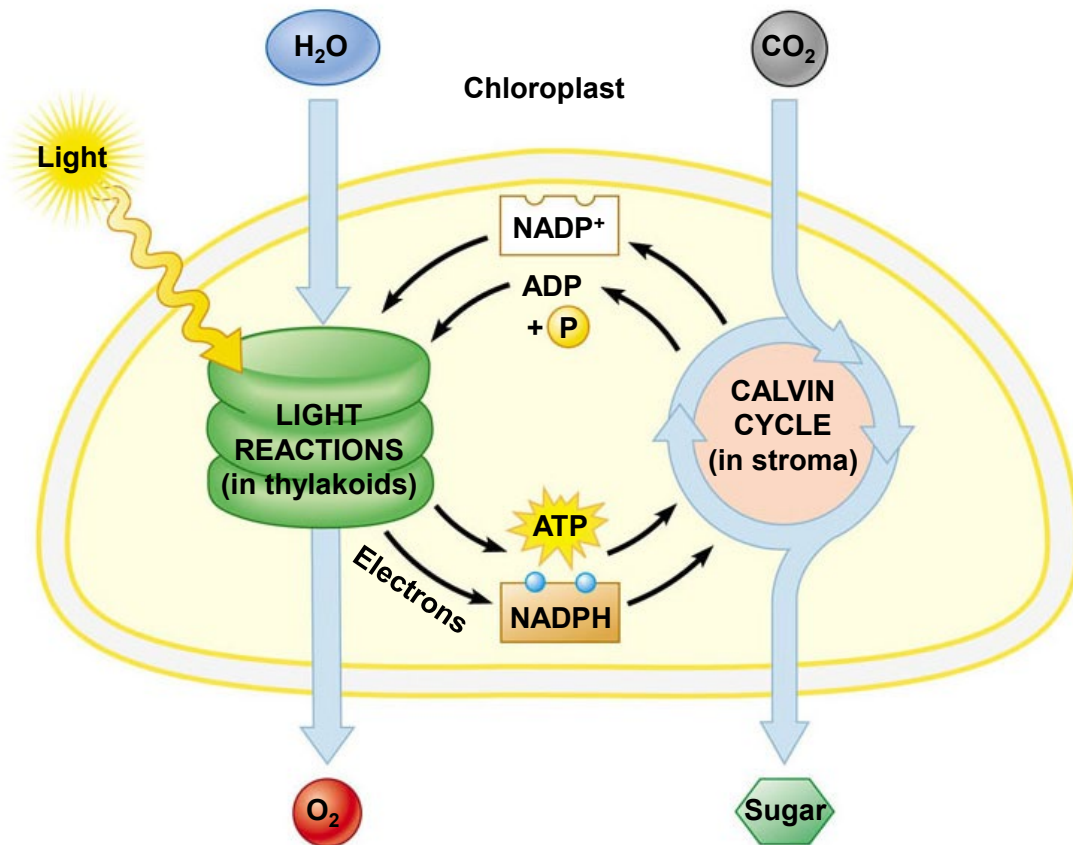 H₂O
CO₂
Chloroplast
Light
NADP⁺
ADP
+ P
LIGHT
REACTIONS
(in thylakoids)
CALVIN
CYCLE
(in stroma)
ATP
Electrons
NADPH
O₂
Sugar